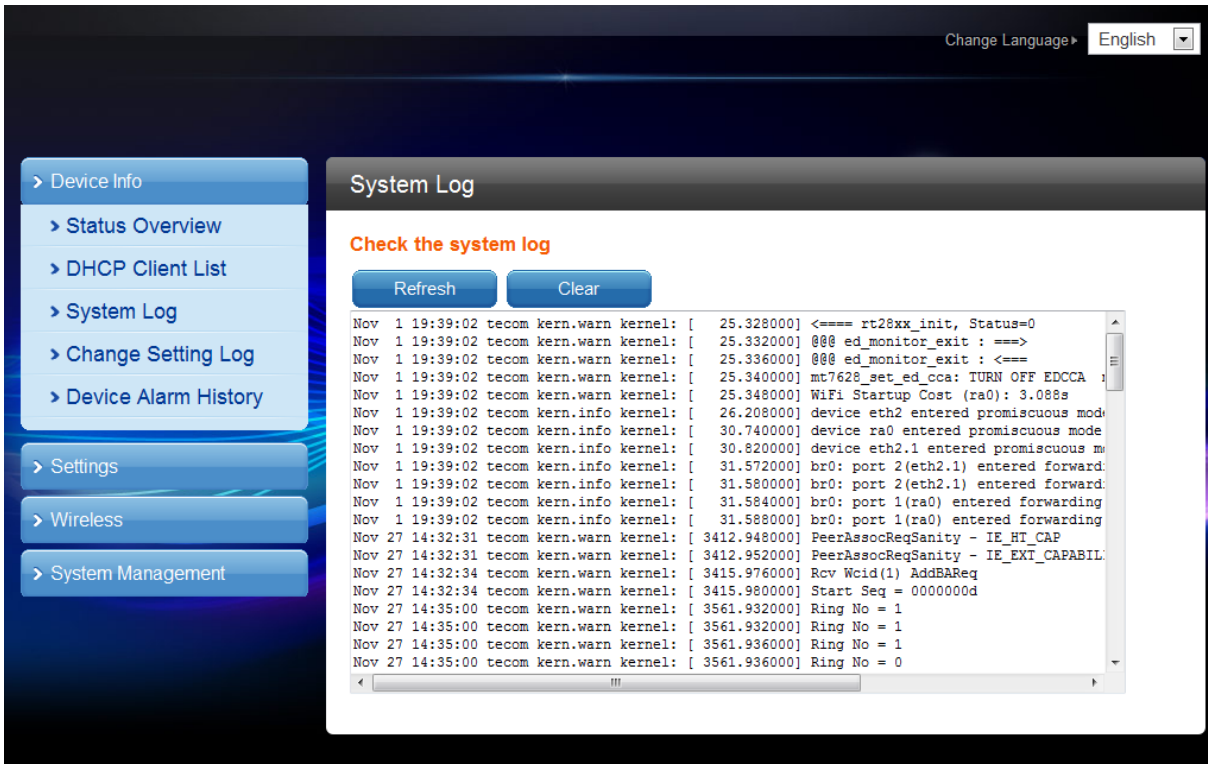 Change Language
English
Device Info
Status Overview
DHCP Client List
System Log
Change Setting Log
Device Alarm History
Settings
Wireless
System Management
System Log
Check the system log
Refresh Clear
Nov  1 19:39:02 tecom kern.warn kernel: [   25.328000] <==== rt28xx_init, Status=0
Nov  1 19:39:02 tecom kern.warn kernel: [   25.332000] @@@ ed_monitor_exit : ===>
Nov  1 19:39:02 tecom kern.warn kernel: [   25.336000] @@@ ed_monitor_exit : <===
Nov  1 19:39:02 tecom kern.warn kernel: [   25.340000] mt7628_set_ed_cca: TURN OFF EDCCA
Nov  1 19:39:02 tecom kern.warn kernel: [   25.348000] WiFi Startup Cost (ra0): 3.088s
Nov  1 19:39:02 tecom kern.info kernel: [   26.208000] device eth2 entered promiscuous mod
Nov  1 19:39:02 tecom kern.info kernel: [   30.740000] device ra0 entered promiscuous mode
Nov  1 19:39:02 tecom kern.info kernel: [   30.820000] device eth2.1 entered promiscuous m
Nov  1 19:39:02 tecom kern.info kernel: [   31.572000] br0: port 2(eth2.1) entered forward
Nov  1 19:39:02 tecom kern.info kernel: [   31.580000] br0: port 2(eth2.1) entered forward
Nov  1 19:39:02 tecom kern.info kernel: [   31.584000] br0: port 1(ra0) entered forwarding
Nov  1 19:39:02 tecom kern.info kernel: [   31.588000] br0: port 1(ra0) entered forwarding
Nov 27 14:32:31 tecom kern.warn kernel: [ 3412.948000] PeerAssocReqSanity - IE_HT_CAP
Nov 27 14:32:31 tecom kern.warn kernel: [ 3412.952000] PeerAssocReqSanity - IE_EXT_CAPABIL
Nov 27 14:32:34 tecom kern.warn kernel: [ 3415.976000] Rcv Wcid(1) AddBAReq
Nov 27 14:32:34 tecom kern.warn kernel: [ 3415.980000] Start Seq = 0000000d
Nov 27 14:35:00 tecom kern.warn kernel: [ 3561.932000] Ring No = 1
Nov 27 14:35:00 tecom kern.warn kernel: [ 3561.932000] Ring No = 1
Nov 27 14:35:00 tecom kern.warn kernel: [ 3561.936000] Ring No = 1
Nov 27 14:35:00 tecom kern.warn kernel: [ 3561.936000] Ring No = 0